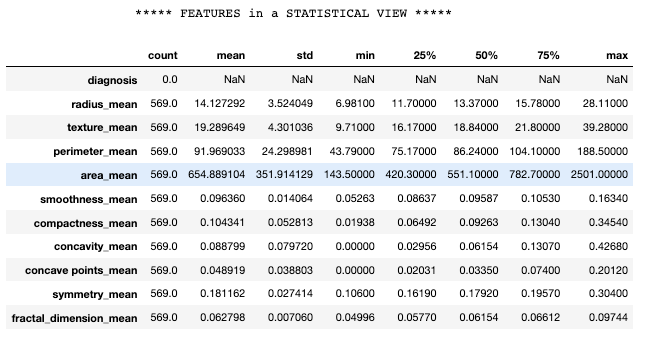 ***** FEATURES in a STATISTICAL VIEW *****
count mean std min 25% 50% 75% max
diagnosis 0.0 NaN NaN NaN NaN NaN NaN NaN
radius_mean 569.0 14.127292 3.524049 6.98100 11.70000 13.37000 15.78000 28.11000
texture_mean 569.0 19.289649 4.301036 9.71000 16.17000 18.84000 21.80000 39.28000
perimeter_mean 569.0 91.969033 24.298981 43.79000 75.17000 86.24000 104.10000 188.50000
area_mean 569.0 654.889104 351.914129 143.50000 420.30000 551.10000 782.70000 2501.00000
smoothness_mean 569.0 0.096360 0.014064 0.05263 0.08637 0.09587 0.10530 0.16340
compactness_mean 569.0 0.104341 0.052813 0.01938 0.06492 0.09263 0.13040 0.34540
concavity_mean 569.0 0.088799 0.079720 0.00000 0.02956 0.06154 0.13070 0.42680
concave points_mean 569.0 0.048919 0.038803 0.00000 0.02031 0.03350 0.07400 0.20120
symmetry_mean 569.0 0.181162 0.027414 0.10600 0.16190 0.17920 0.19570 0.30400
fractal_dimension_mean 569.0 0.062798 0.007060 0.04996 0.05770 0.06154 0.06612 0.09744